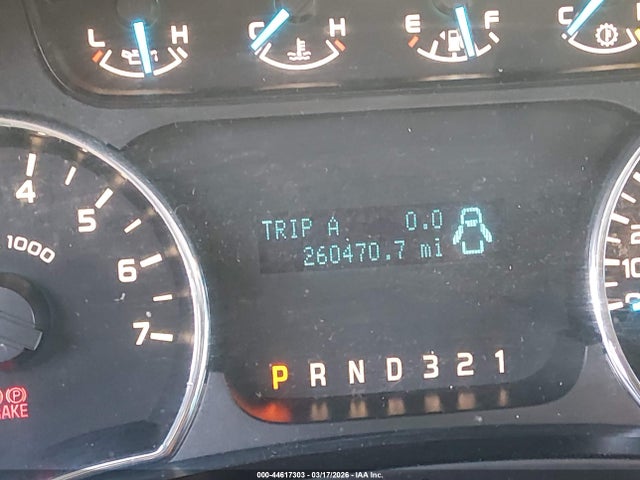 L H C H E F C
4
5
1000
6
7
TRIP A 0.0
260470.7 mi
P R N D 3 2 1
000-44617303 - 03/17/2026 - IAA Inc.